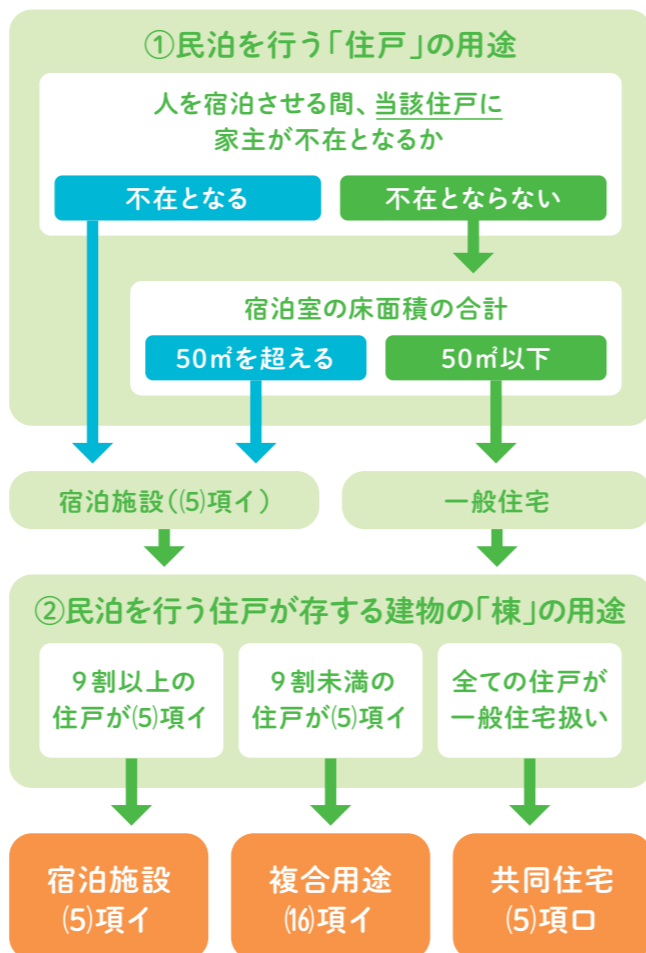 ①民泊を行う「住戸」の用途
人を宿泊させる間、当該住戸に
家主が不在となるか
不在となる
不在とならない
宿泊室の床面積の合計
50㎡を超える
50㎡以下
宿泊施設(⑸項イ)
一般住宅
②民泊を行う住戸が存する建物の「棟」の用途
9割以上の
住戸が⑸項イ
9割未満の
住戸が⑸項イ
全ての住戸が
一般住宅扱い
宿泊施設
⑸項イ
複合用途
⒃項イ
共同住宅
⑸項ロ